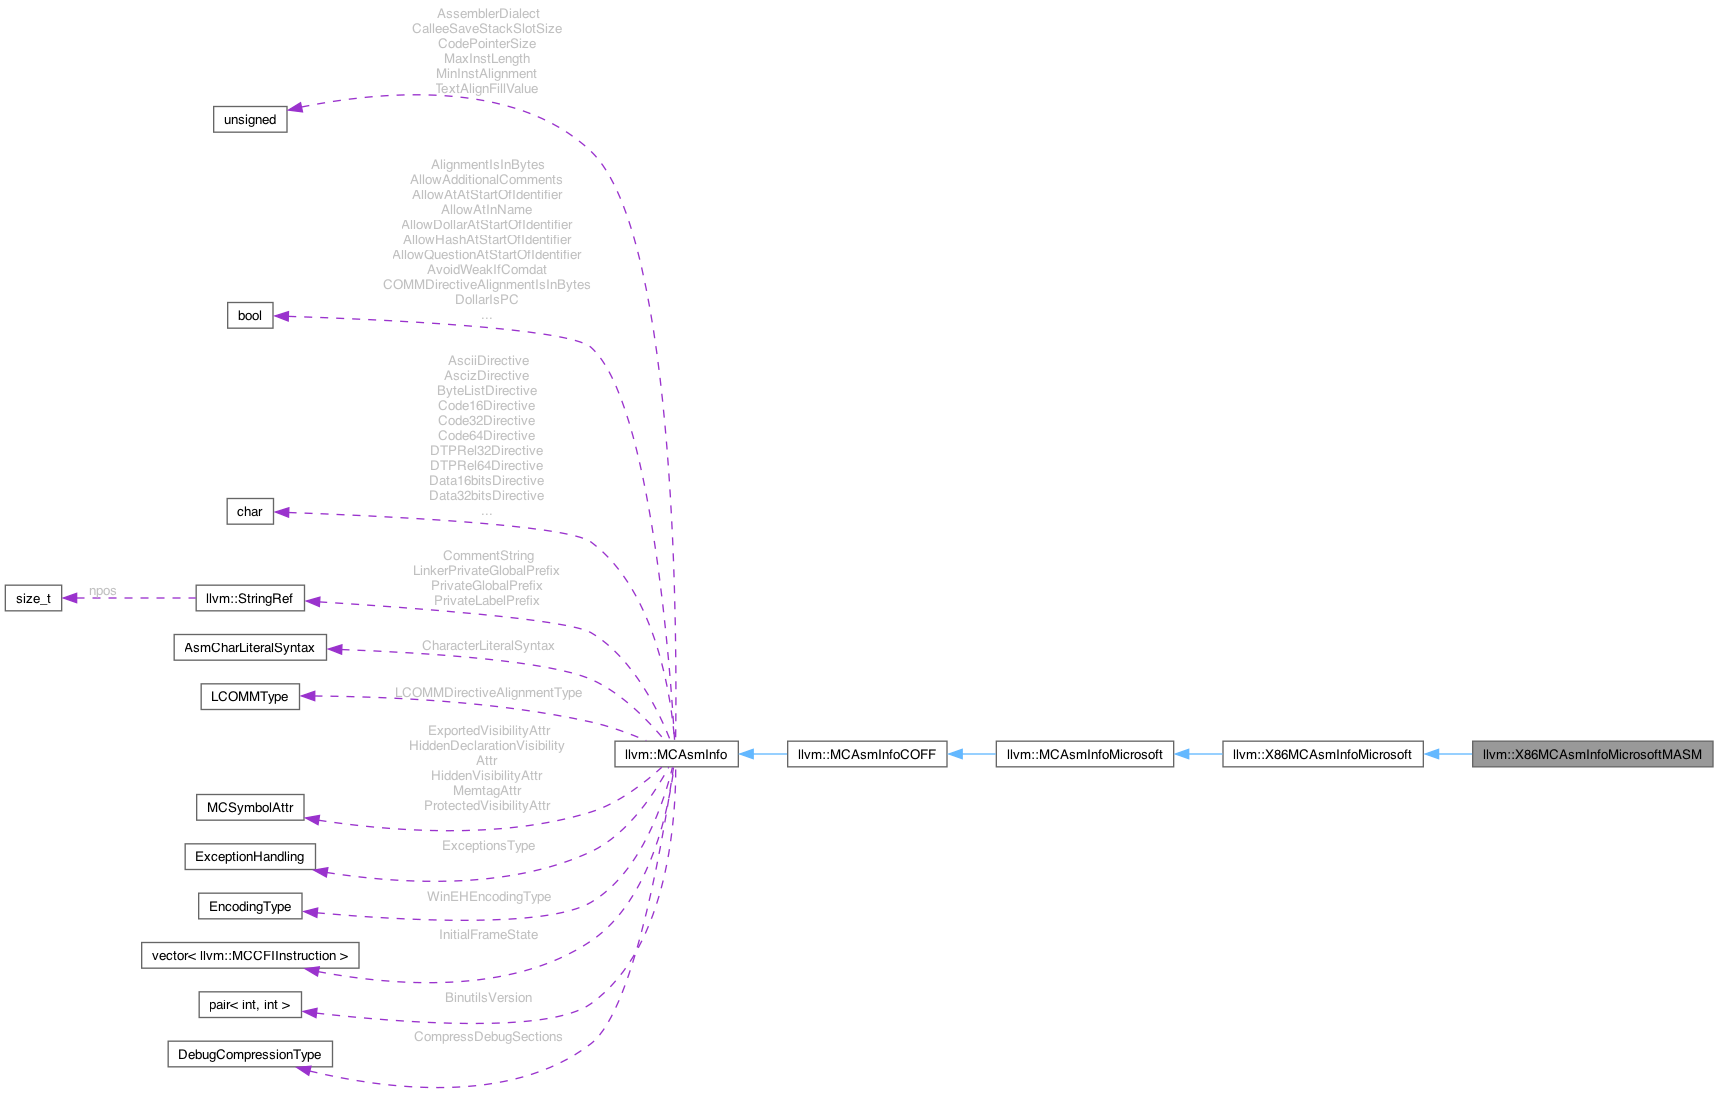 AssemblerDialect
CalleeSaveStackSlotSize
CodePointerSize
MaxInstLength
MinInstAlignment
TextAlignFillValue
unsigned
AlignmentIsInBytes
AllowAdditionalComments
AllowAtAtStartOfIdentifier
AllowAtInName
AllowDollarAtStartOfIdentifier
AllowHashAtStartOfIdentifier
AllowQuestionAtStartOfIdentifier
AvoidWeakIfComdat
COMMDirectiveAlignmentIsInBytes
DollarIsPC
...
bool
AsciiDirective
AscizDirective
ByteListDirective
Code16Directive
Code32Directive
Code64Directive
DTPRel32Directive
DTPRel64Directive
Data16bitsDirective
Data32bitsDirective
...
char
CommentString
LinkerPrivateGlobalPrefix
PrivateGlobalPrefix
PrivateLabelPrefix
size_t
npos
llvm::StringRef
AsmCharLiteralSyntax
CharacterLiteralSyntax
LCOMMType
LCOMMDirectiveAlignmentType
ExportedVisibilityAttr
HiddenDeclarationVisibility
Attr
HiddenVisibilityAttr
MemtagAttr
ProtectedVisibilityAttr
llvm::MCAsmInfo
llvm::MCAsmInfoCOFF
llvm::MCAsmInfoMicrosoft
llvm::X86MCAsmInfoMicrosoft
llvm::X86MCAsmInfoMicrosoftMASM
MCSymbolAttr
ExceptionsType
ExceptionHandling
WinEHEncodingType
EncodingType
InitialFrameState
vector< llvm::MCCFIInstruction >
BinutilsVersion
pair< int, int >
CompressDebugSections
DebugCompressionType